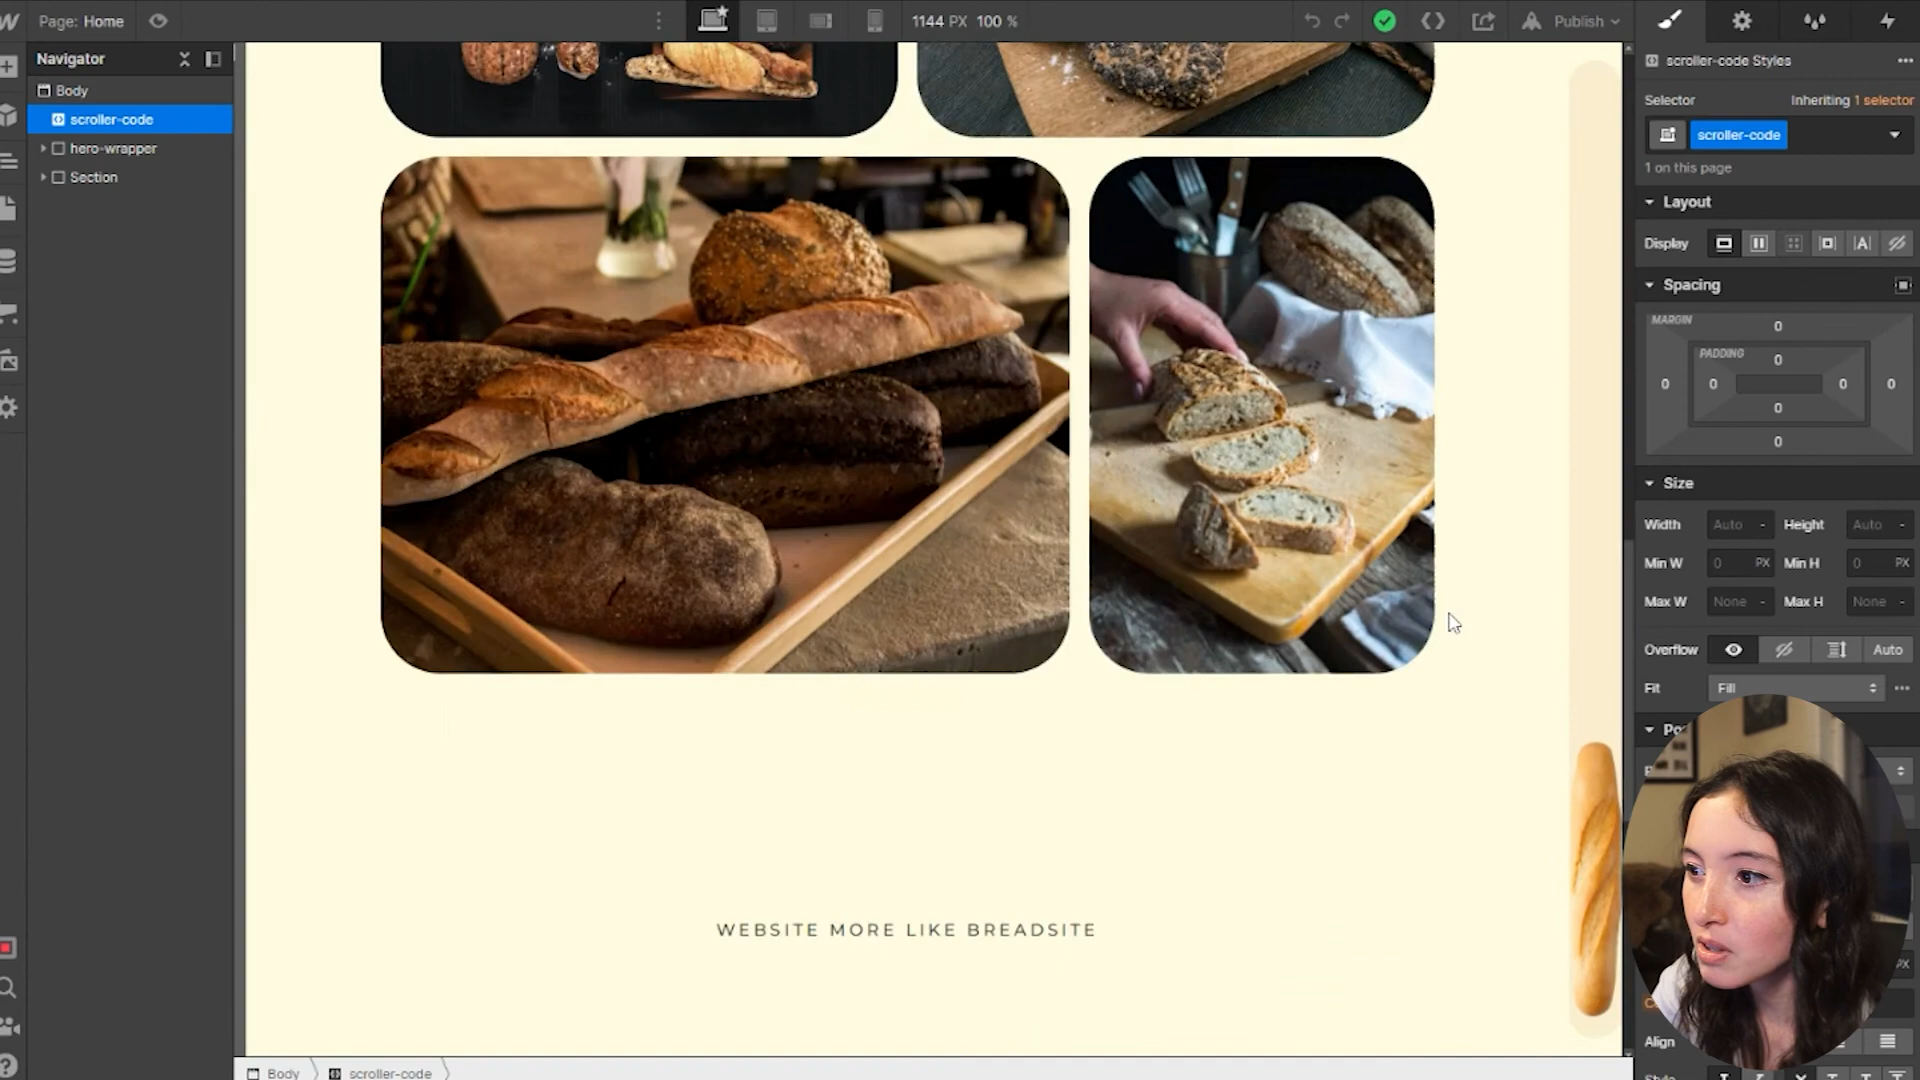 Page: Home
1144 PX 100 %
Publish
Navigator
Body
scroller-code
hero-wrapper
Section
WEBSITE MORE LIKE BREADSITE
Body
scroller-code
scroller-code Styles
Selector
Inheriting 1 selector
scroller-code
1 on this page
Layout
Display
Spacing
MARGIN
0
PADDING
0
0 0 0 0
0
0
Size
Width Auto - Height Auto -
Min W 0 PX Min H 0 PX
Max W None - Max H None -
Overflow Auto
Fit Fill
PX
Align